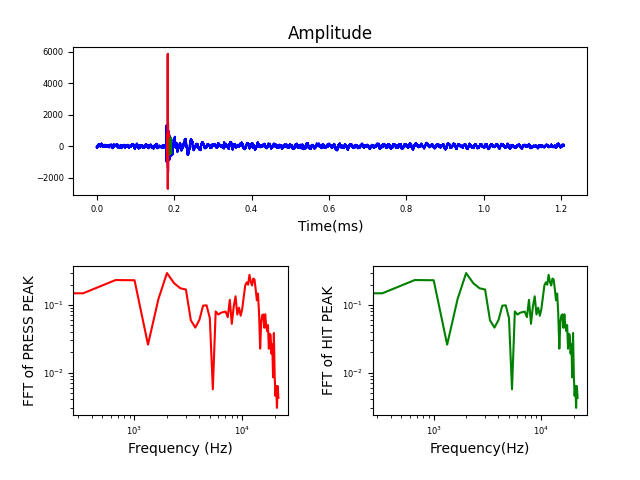 Amplitude
6000
4000
2000
0
−2000
0.0 0.2 0.4 0.6 0.8 1.0 1.2
Time(ms)
FFT of PRESS PEAK
10⁻¹
10⁻²
10³ 10⁴
Frequency (Hz)
FFT of HIT PEAK
10⁻¹
10⁻²
10³ 10⁴
Frequency(Hz)